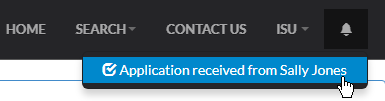 HOME SEARCH CONTACT US ISU
Application received from Sally Jones